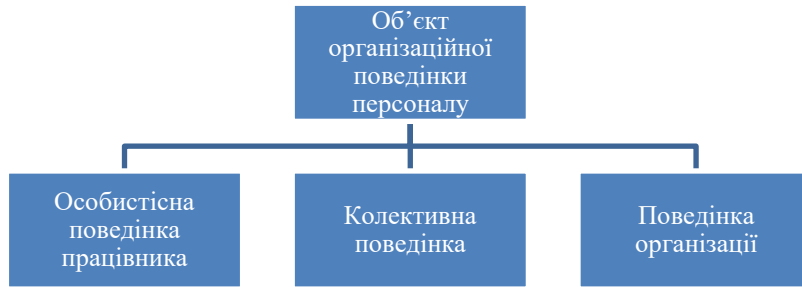 Об’єкт
організаційної
поведінки
персоналу
Особистісна
поведінка
працівника
Колективна
поведінка
Поведінка
організації